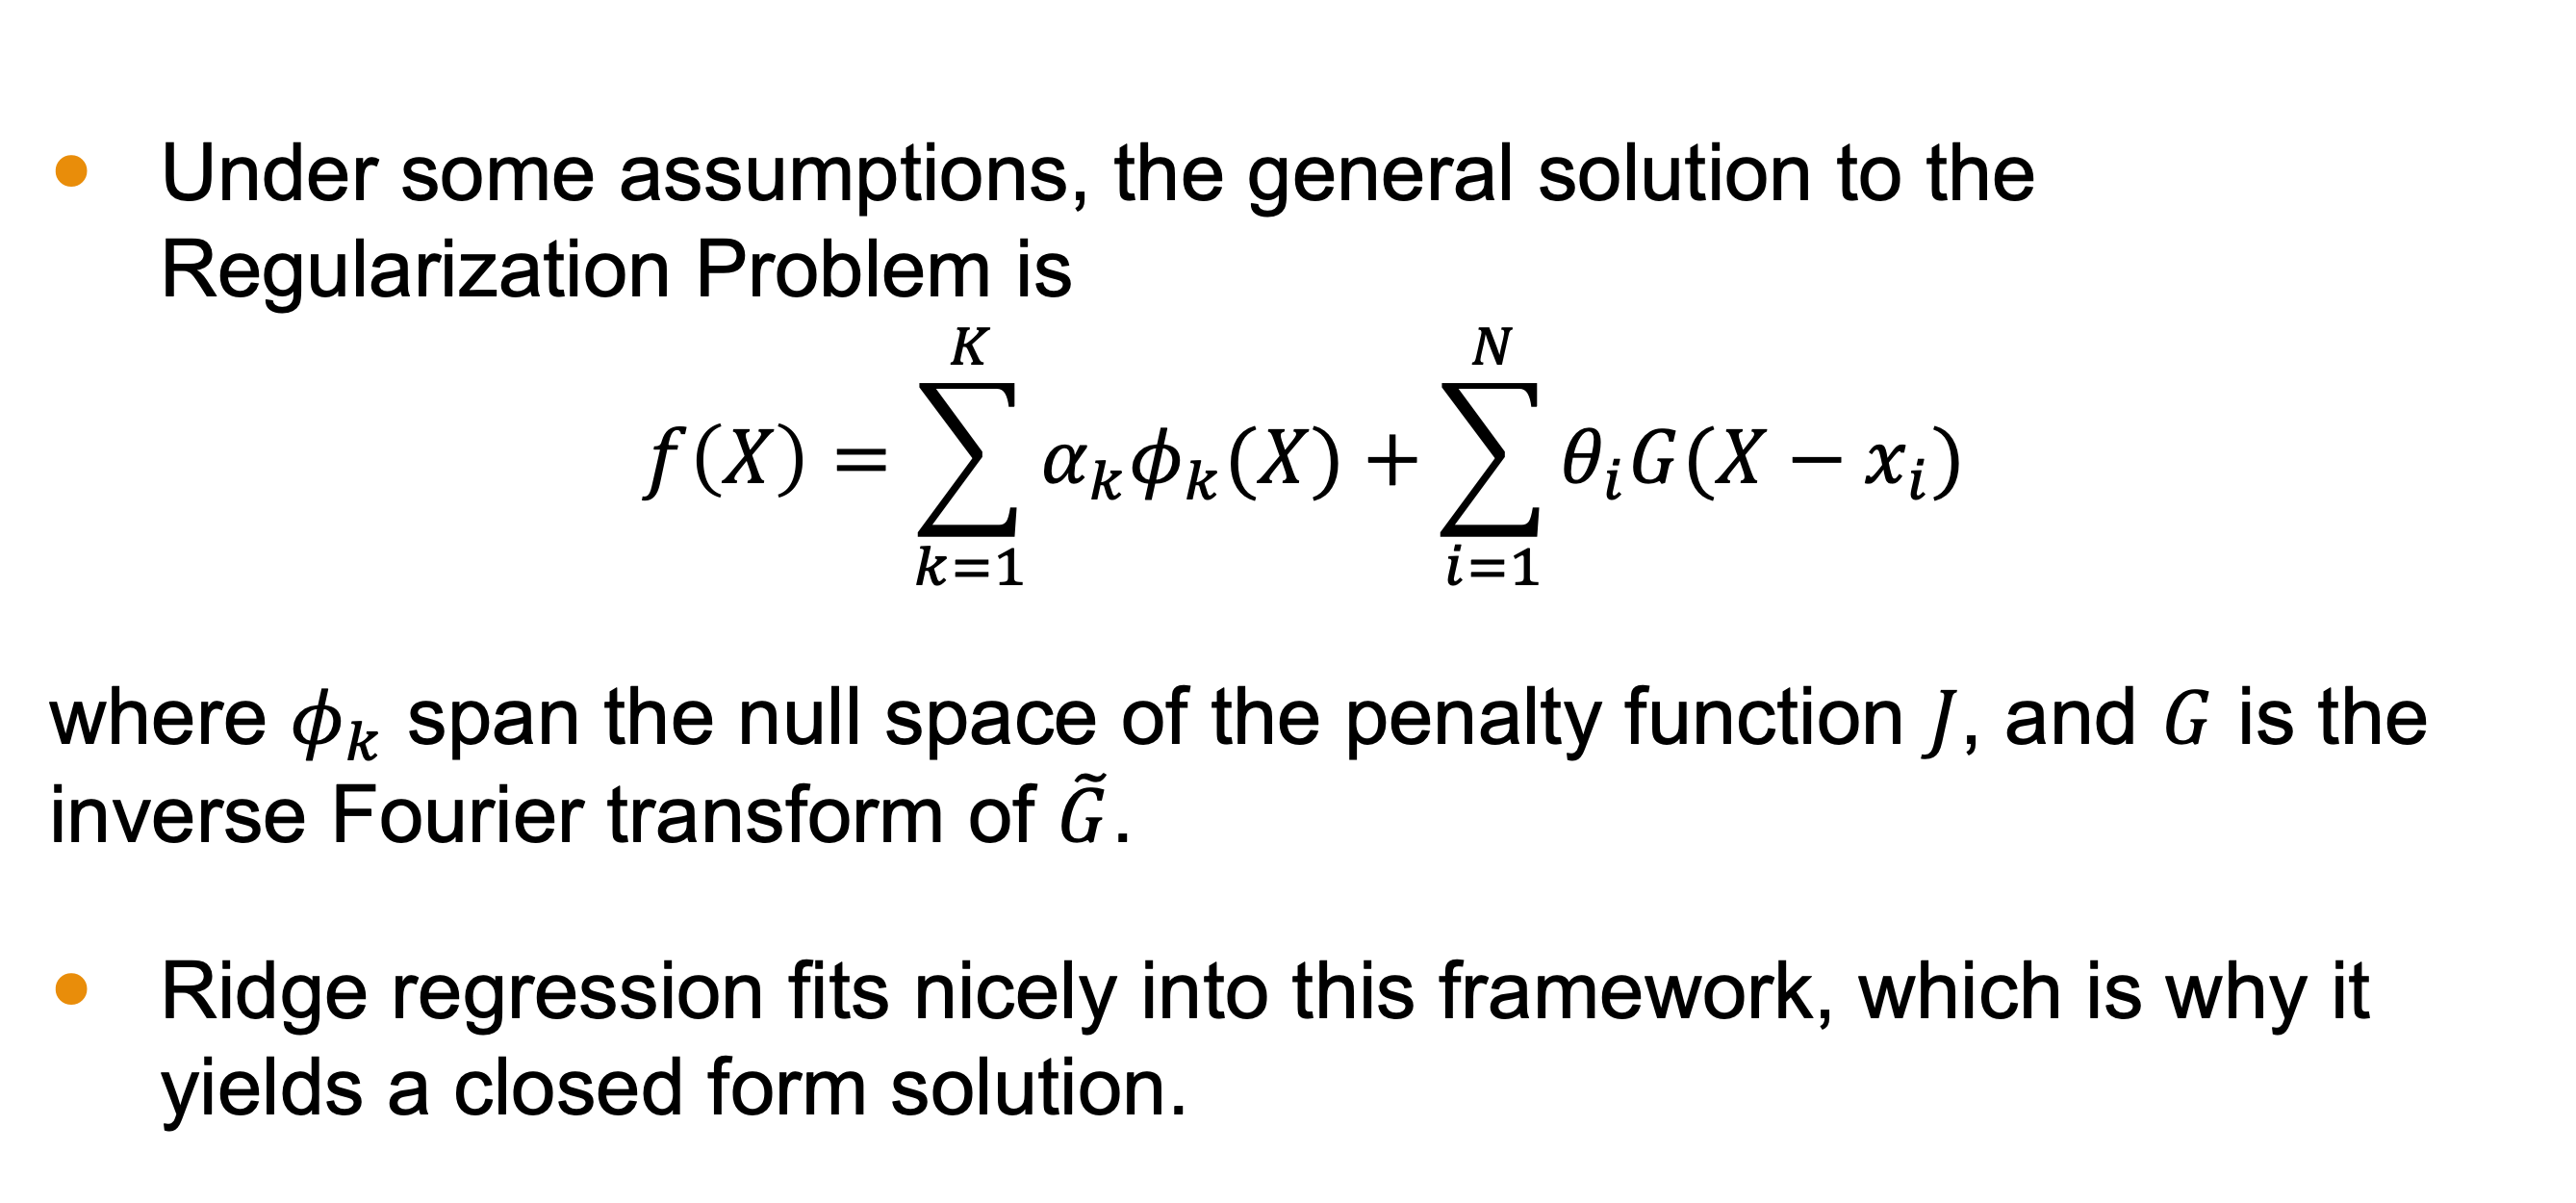 • Under some assumptions, the general solution to the
Regularization Problem is
f(X) = ∑_{k=1}^{K} α_k ϕ_k(X) + ∑_{i=1}^{N} θ_i G(X − x_i)
where ϕ_k span the null space of the penalty function J, and G is the
inverse Fourier transform of G̃.
• Ridge regression fits nicely into this framework, which is why it
yields a closed form solution.